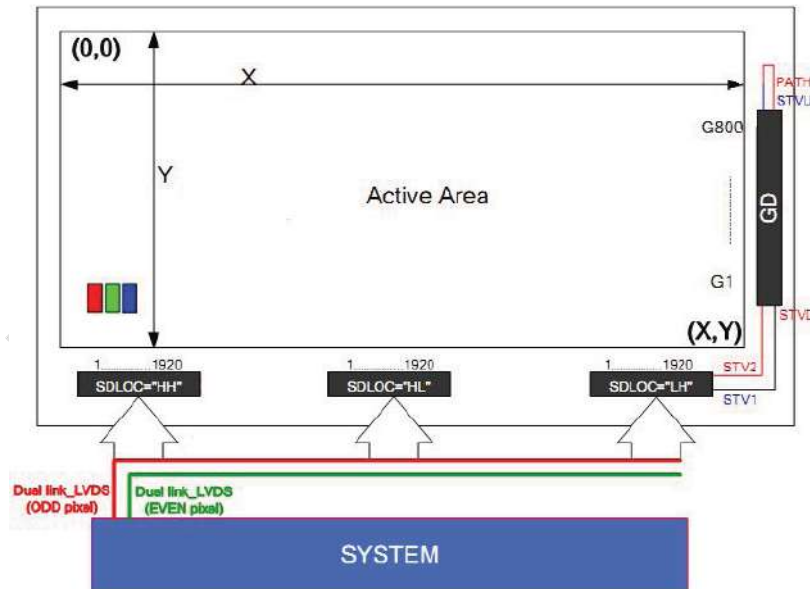 (0,0)
X
PATH
STVU
G800
Y
Active Area
GD
G1
(X,Y)
STVD
1.............1920
1.............1920
1.............1920
STV2
SDLOC="HH"
SDLOC="HL"
SDLOC="LH"
STV1
Dual link_LVDS
(ODD pixel)
Dual link_LVDS
(EVEN pixel)
SYSTEM